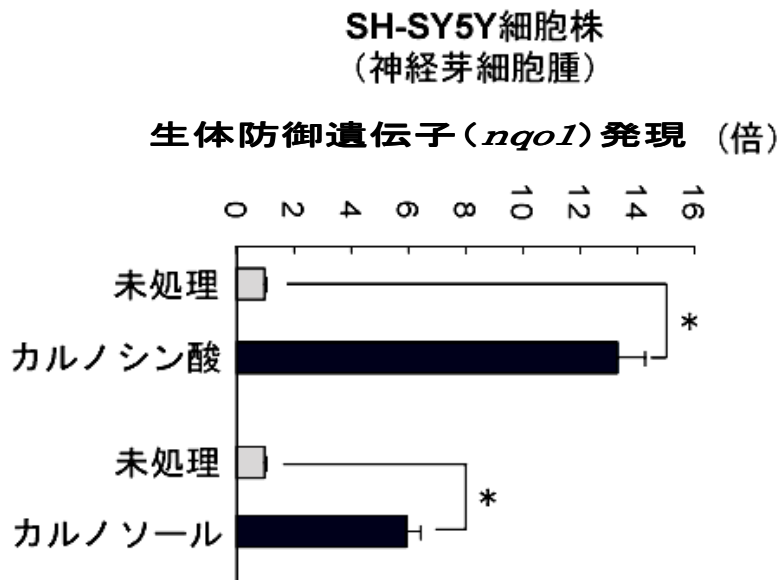 SH-SY5Y細胞株
（神経芽細胞腫）
生体防御遺伝子（nqo1）発現 （倍）
0 2 4 6 8 10 12 14 16
未処理
*
カルノシン酸
未処理
*
カルノソール